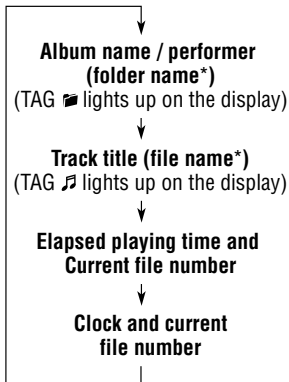 Album name / performer
(folder name*)
(TAG lights up on the display)
Track title (file name*)
(TAG lights up on the display)
Elapsed playing time and
Current file number
Clock and current
file number